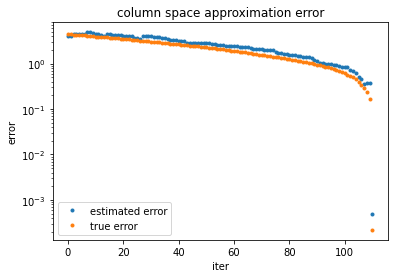 column space approximation error
10⁰
10⁻¹
10⁻²
10⁻³
error
estimated error
true error
0
20
40
60
80
100
iter